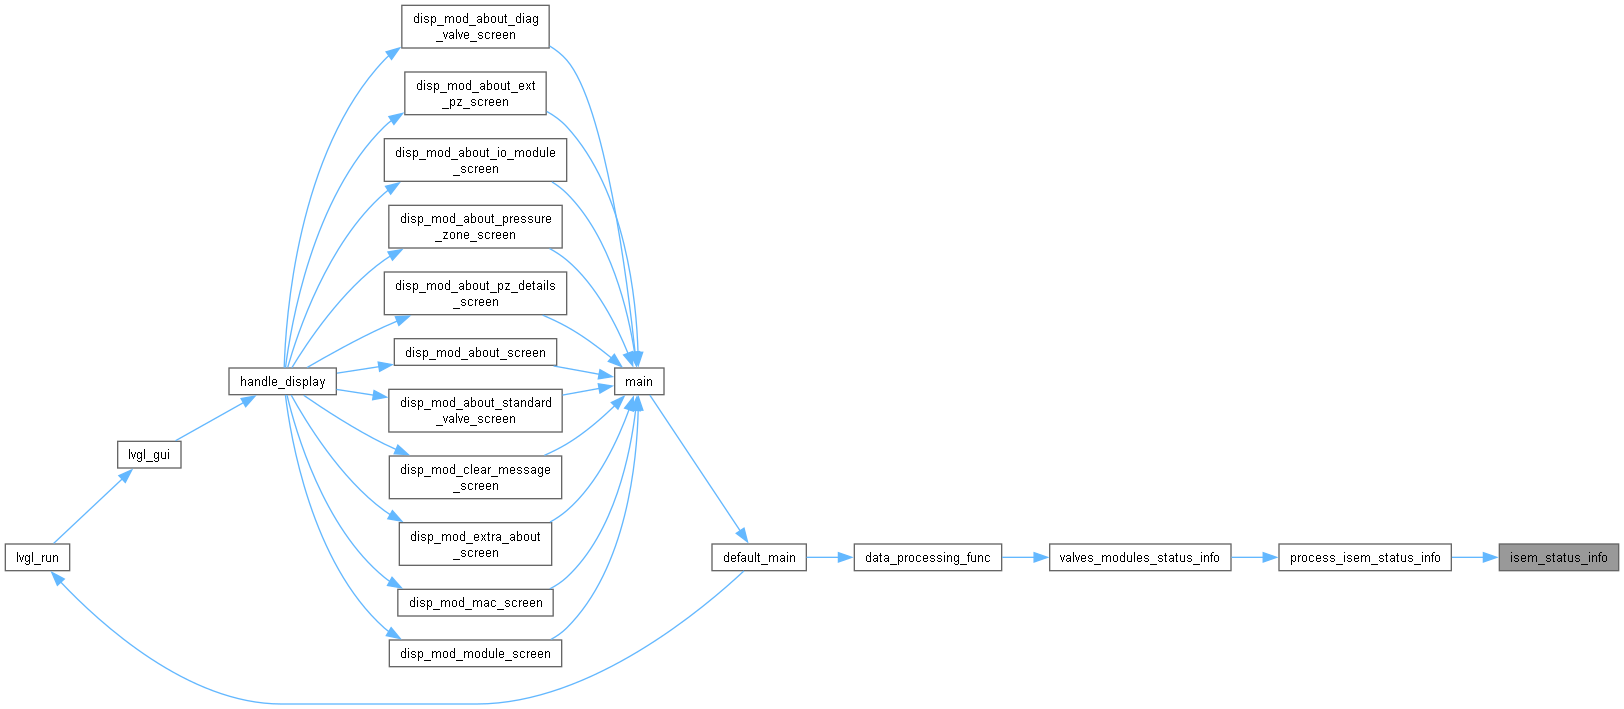 disp_mod_about_diag
_valve_screen
disp_mod_about_ext
_pz_screen
disp_mod_about_io_module
_screen
disp_mod_about_pressure
_zone_screen
disp_mod_about_pz_details
_screen
disp_mod_about_screen
handle_display
main
disp_mod_about_standard
_valve_screen
lvgl_gui
disp_mod_clear_message
_screen
disp_mod_extra_about
_screen
lvgl_run
default_main
data_processing_func
valves_modules_status_info
process_isem_status_info
isem_status_info
disp_mod_mac_screen
disp_mod_module_screen